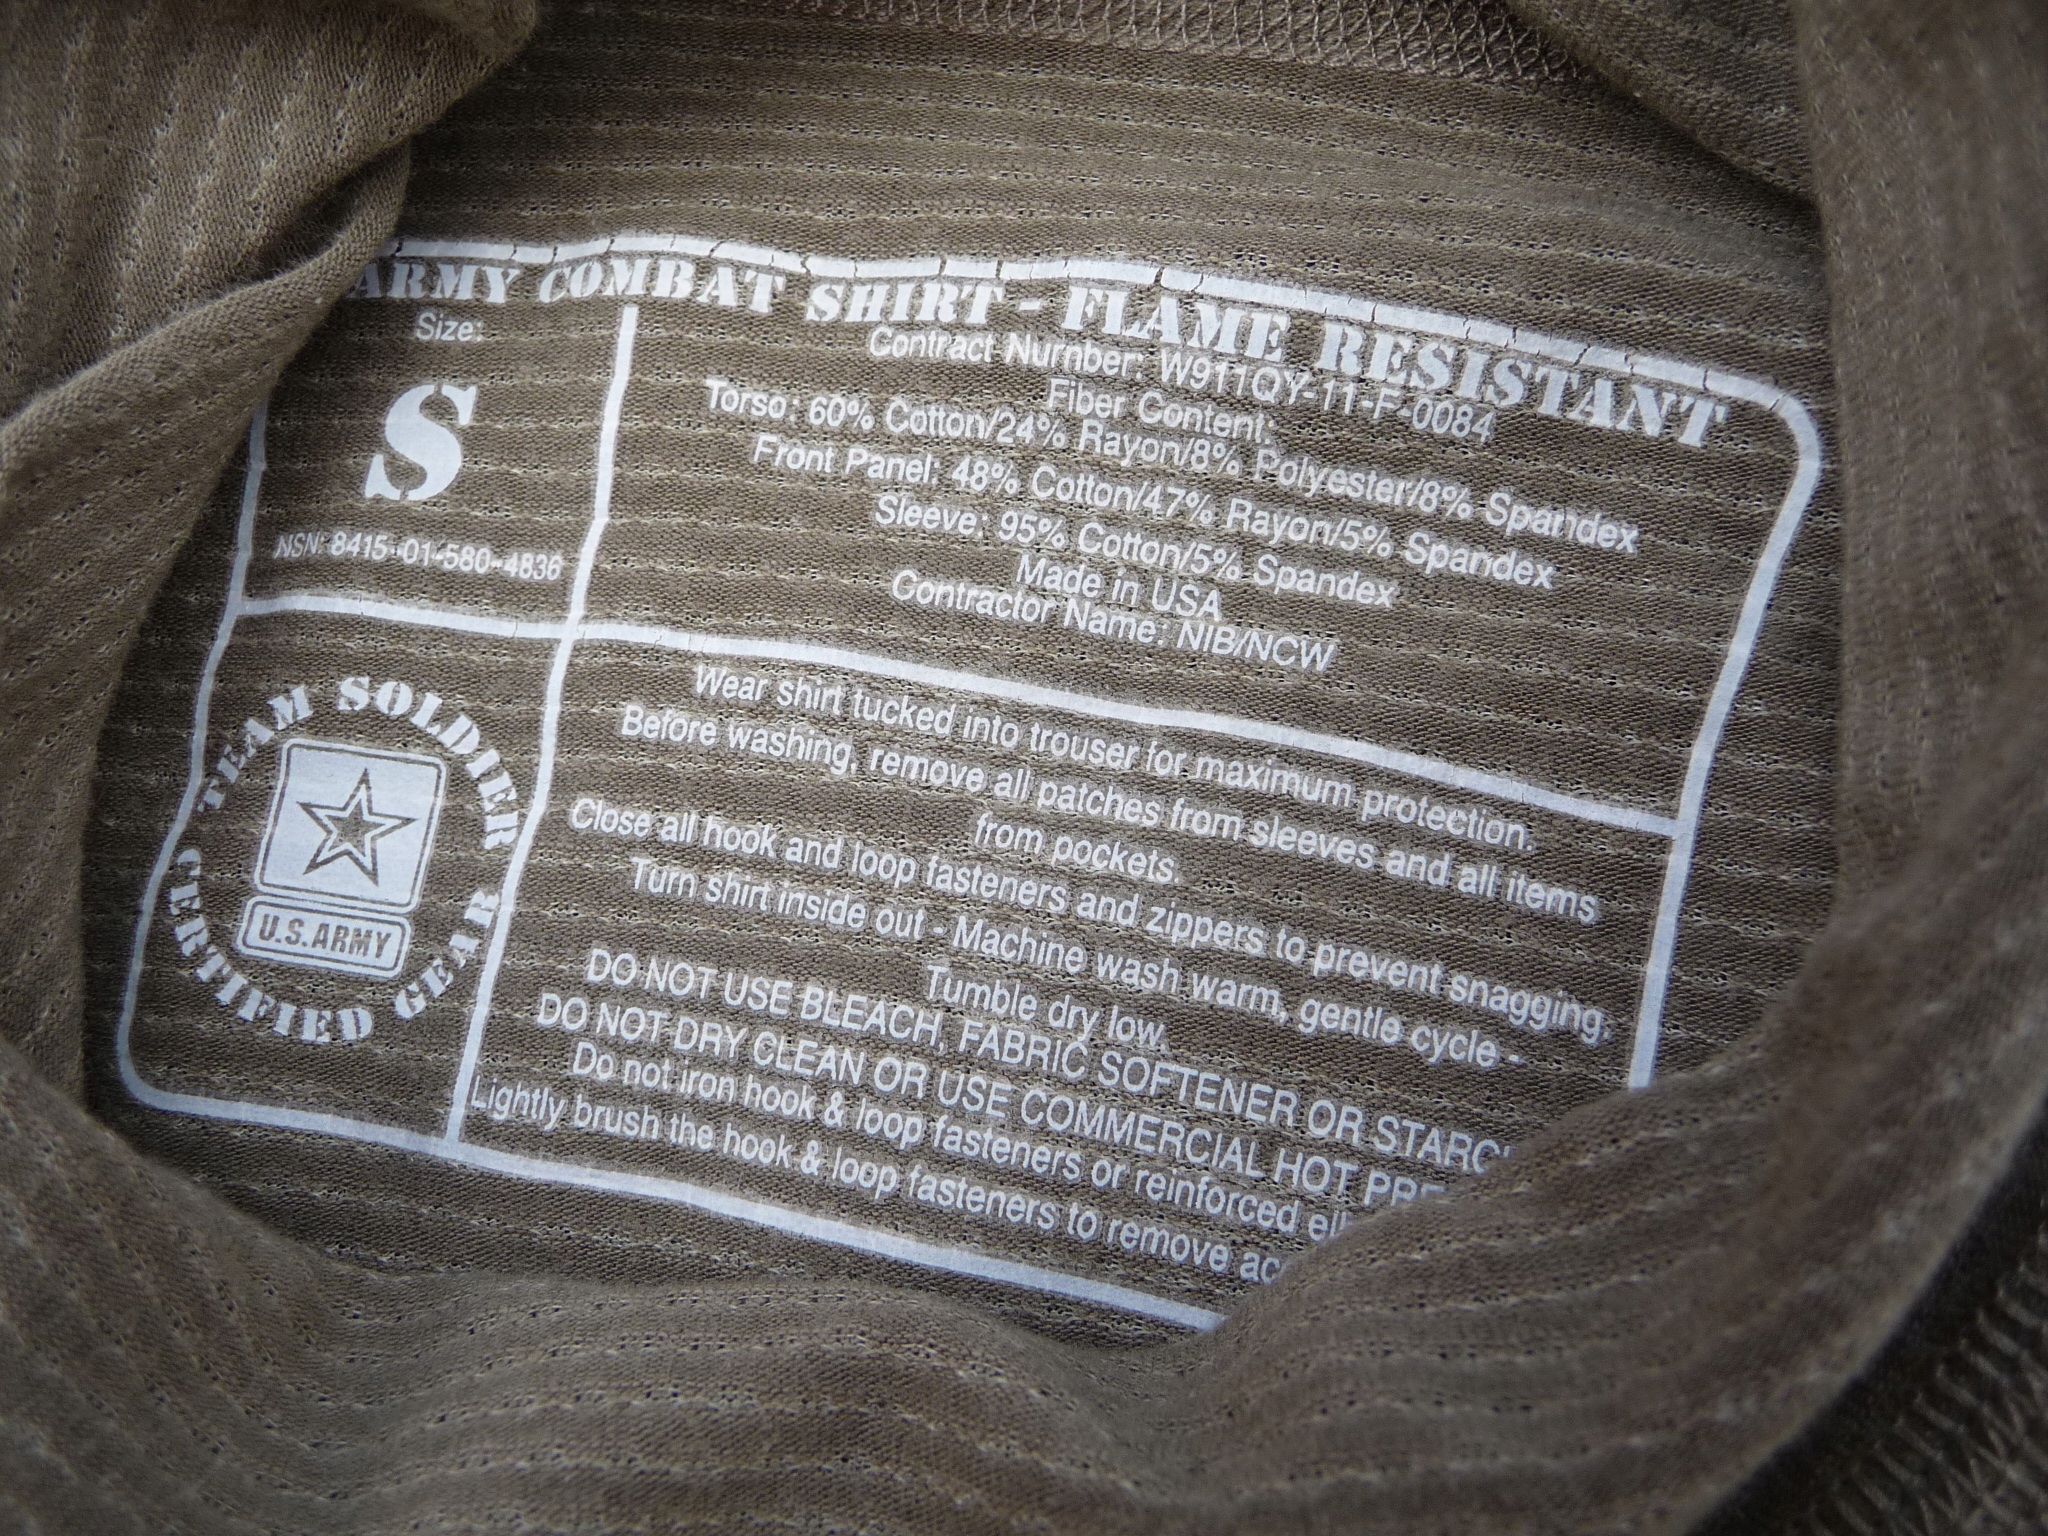 ARMY COMBAT SHIRT - FLAME RESISTANT
Size:
S
NSN: 8415-01-580-4836
Contract Number: W911QY-11-F-0084
Fiber Content:
Torso: 60% Cotton/24% Rayon/8% Polyester/8% Spandex
Front Panel: 48% Cotton/47% Rayon/5% Spandex
Sleeve: 95% Cotton/5% Spandex
Made in USA
Contractor Name: NIB/NCW
TEAM SOLDIER
U.S.ARMY
CERTIFIED GEAR
Wear shirt tucked into trouser for maximum protection.
Before washing, remove all patches from sleeves and all items
from pockets.
Close all hook and loop fasteners and zippers to prevent snagging.
Turn shirt inside out - Machine wash warm, gentle cycle -
Tumble dry low.
DO NOT USE BLEACH, FABRIC SOFTENER OR
DO NOT DRY CLEAN OR USE COMMERCIAL HOT
Do not iron hook & loop fasteners or reinforced
Lightly brush the hook & loop fasteners to remove